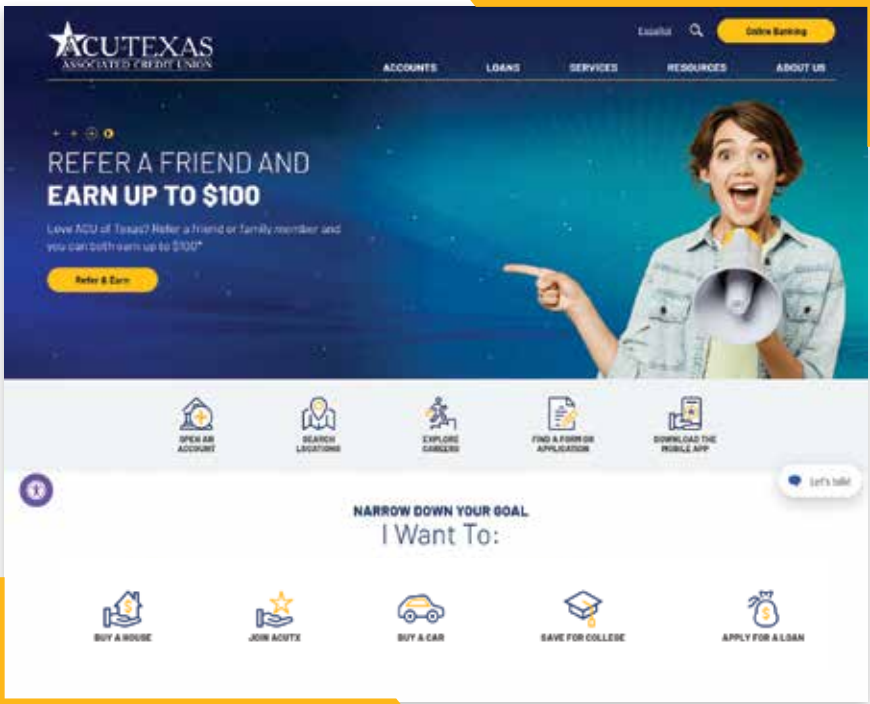 ACUTEXAS
ASSOCIATED CREDIT UNION
Español
Online Banking
ACCOUNTS
LOANS
SERVICES
RESOURCES
ABOUT US
REFER A FRIEND AND
EARN UP TO $100
Love ACU of Texas? Refer a friend or family member and
you can both earn up to $100*
Refer & Earn
OPEN AN
ACCOUNT
SEARCH
LOCATIONS
EXPLORE
CAREERS
FIND A FORM OR
APPLICATION
DOWNLOAD THE
MOBILE APP
Let's talk!
NARROW DOWN YOUR GOAL
I Want To:
BUY A HOUSE
JOIN ACUTX
BUY A CAR
SAVE FOR COLLEGE
APPLY FOR A LOAN